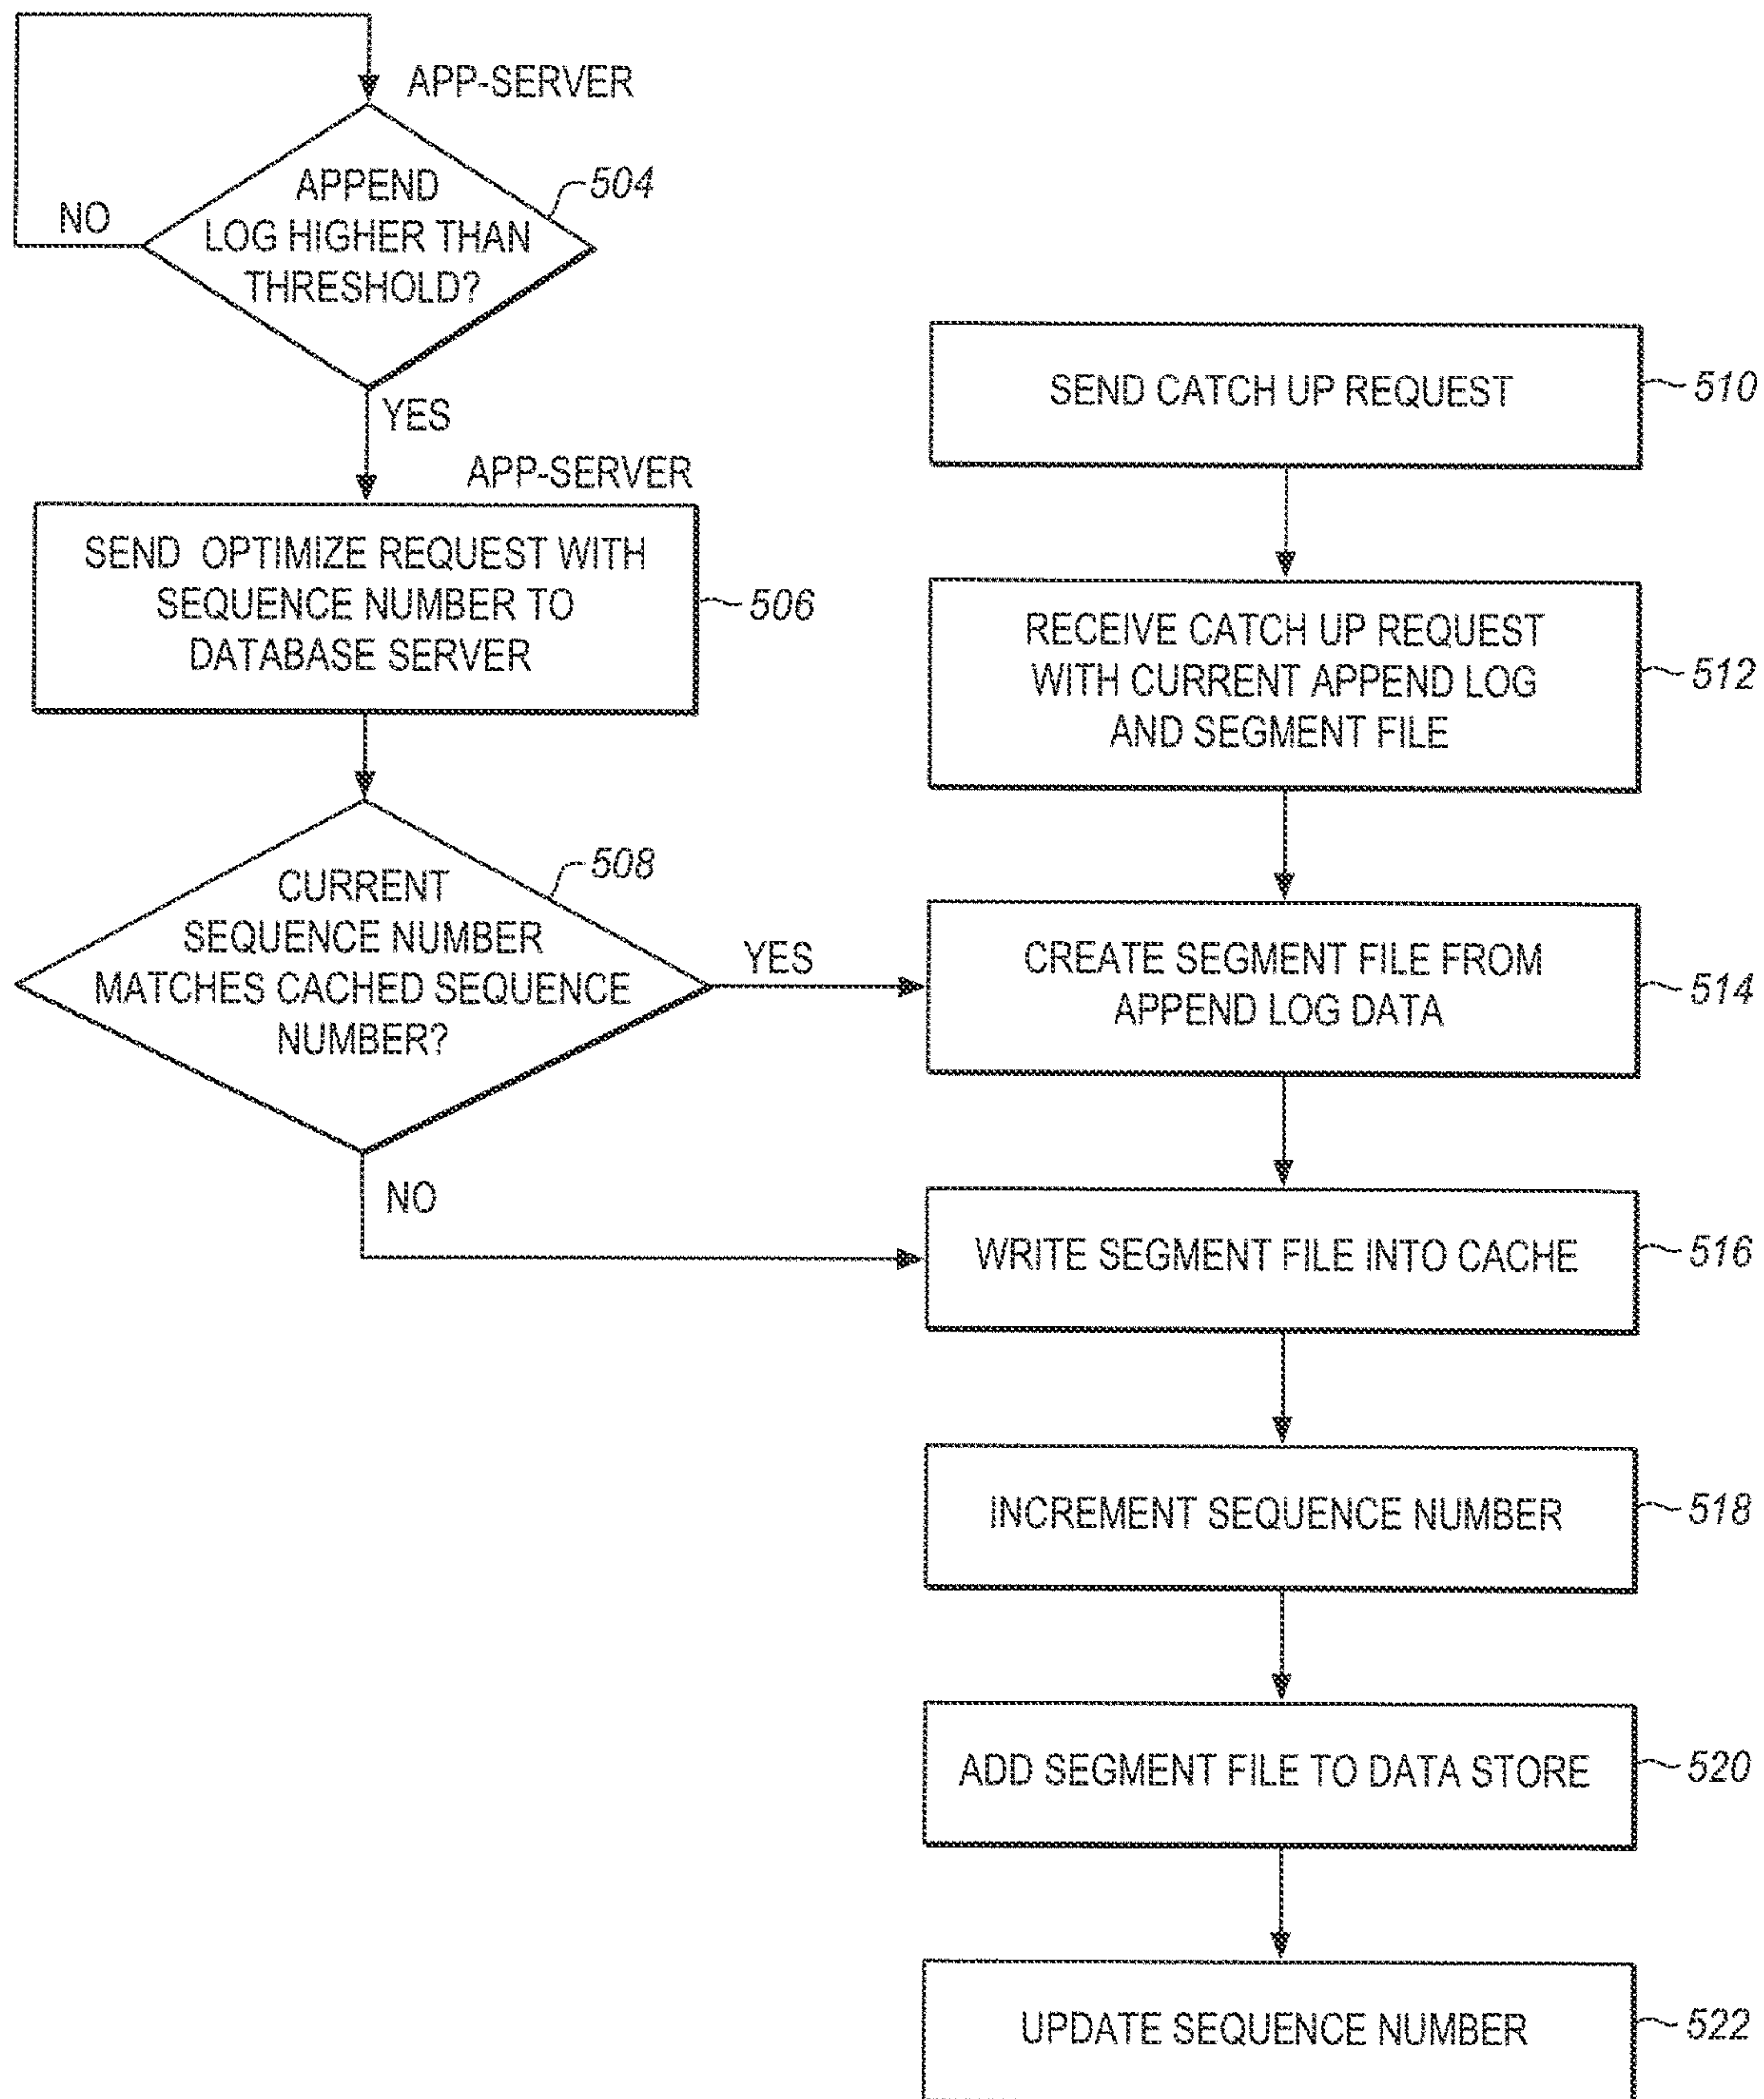 APP-SERVER
APPEND
LOG HIGHER THAN
THRESHOLD?
504
NO
YES
APP-SERVER
SEND OPTIMIZE REQUEST WITH
SEQUENCE NUMBER TO
DATABASE SERVER
506
CURRENT
SEQUENCE NUMBER
MATCHES CACHED SEQUENCE
NUMBER?
508
YES
NO
SEND CATCH UP REQUEST
510
RECEIVE CATCH UP REQUEST
WITH CURRENT APPEND LOG
AND SEGMENT FILE
512
CREATE SEGMENT FILE FROM
APPEND LOG DATA
514
WRITE SEGMENT FILE INTO CACHE
516
INCREMENT SEQUENCE NUMBER
518
ADD SEGMENT FILE TO DATA STORE
520
UPDATE SEQUENCE NUMBER
522